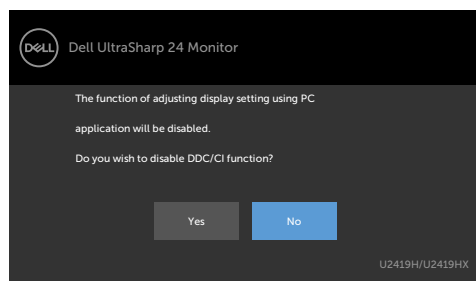 DELL
Dell UltraSharp 24 Monitor
The function of adjusting display setting using PC
application will be disabled.
Do you wish to disable DDC/CI function?
Yes
No
U2419H/U2419HX